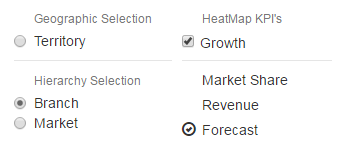 Geographic Selection
Territory
Hierarchy Selection
Branch
Market
HeatMap KPI's
Growth
Market Share
Revenue
Forecast